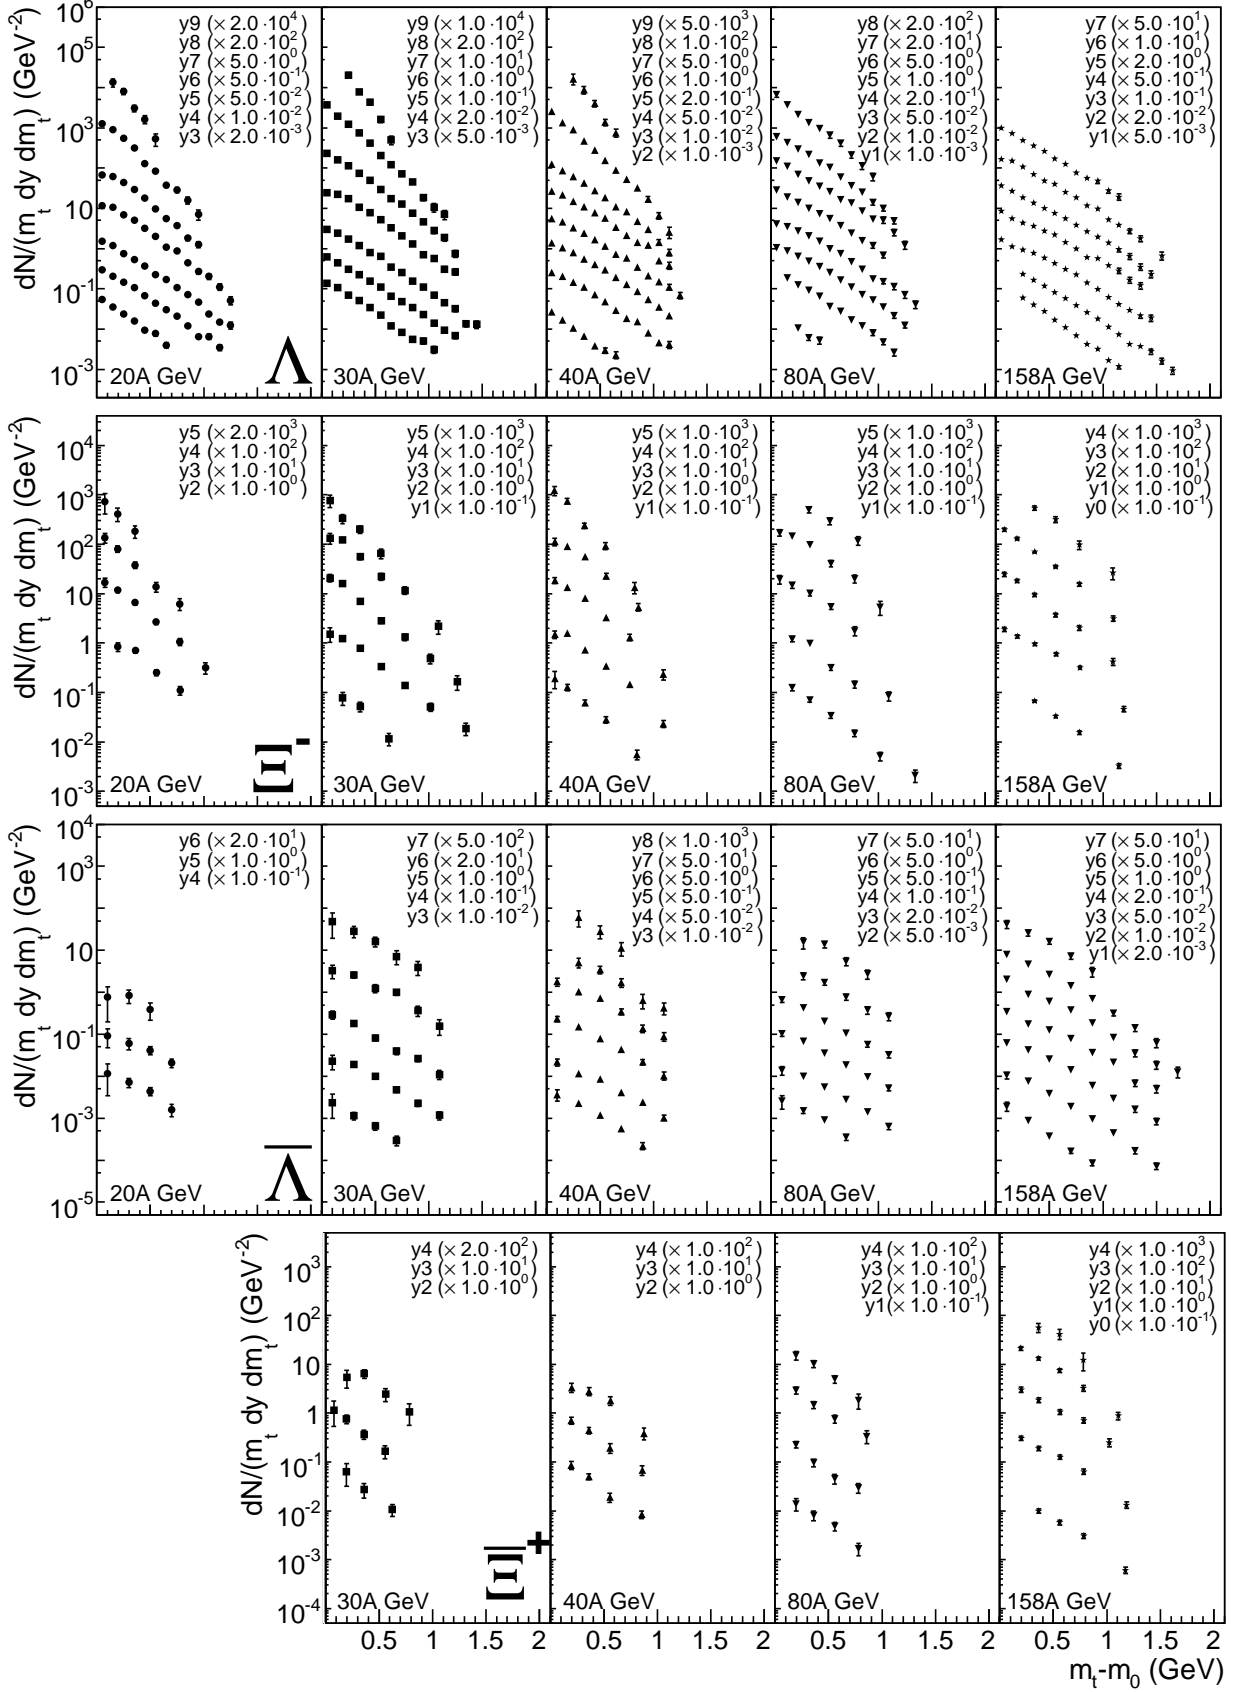 dN/(m_t dy dm_t) (GeV^-2)
10^6
10^5
10^3
10
10^-1
10^-3
y9 (× 2.0 ·10^4)
y8 (× 2.0 ·10^2)
y7 (× 5.0 ·10^0)
y6 (× 5.0 ·10^-1)
y5 (× 5.0 ·10^-2)
y4 (× 1.0 ·10^-2)
y3 (× 2.0 ·10^-3)
20A GeV
Λ
y9 (× 1.0 ·10^4)
y8 (× 2.0 ·10^2)
y7 (× 5.0 ·10^1)
y6 (× 1.0 ·10^0)
y5 (× 1.0 ·10^-1)
y4 (× 2.0 ·10^-2)
y3 (× 5.0 ·10^-3)
30A GeV
y9 (× 5.0 ·10^3)
y8 (× 1.0 ·10^2)
y7 (× 5.0 ·10^0)
y6 (× 1.0 ·10^0)
y5 (× 2.0 ·10^-1)
y4 (× 5.0 ·10^-2)
y3 (× 1.0 ·10^-2)
y2 (× 1.0 ·10^-3)
40A GeV
y8 (× 2.0 ·10^2)
y7 (× 2.0 ·10^1)
y6 (× 5.0 ·10^0)
y5 (× 1.0 ·10^0)
y4 (× 2.0 ·10^-1)
y3 (× 5.0 ·10^-2)
y2 (× 1.0 ·10^-2)
y1(× 1.0 ·10^-3)
80A GeV
y7 (× 5.0 ·10^1)
y6 (× 1.0 ·10^1)
y5 (× 2.0 ·10^0)
y4 (× 5.0 ·10^-1)
y3 (× 1.0 ·10^-1)
y2 (× 2.0 ·10^-2)
y1(× 5.0 ·10^-3)
158A GeV
dN/(m_t dy dm_t) (GeV^-2)
10^4
10^3
10^2
10
1
10^-1
10^-2
10^-3
y5 (× 2.0 ·10^3)
y4 (× 1.0 ·10^2)
y3 (× 1.0 ·10^1)
y2 (× 1.0 ·10^0)
20A GeV
Ξ^-
y5 (× 1.0 ·10^3)
y4 (× 1.0 ·10^2)
y3 (× 1.0 ·10^1)
y2 (× 1.0 ·10^0)
y1(× 1.0 ·10^-1)
30A GeV
y5 (× 1.0 ·10^3)
y4 (× 1.0 ·10^2)
y3 (× 1.0 ·10^1)
y2 (× 1.0 ·10^0)
y1(× 1.0 ·10^-1)
40A GeV
y5 (× 1.0 ·10^3)
y4 (× 1.0 ·10^2)
y3 (× 1.0 ·10^1)
y2 (× 1.0 ·10^0)
y1(× 1.0 ·10^-1)
80A GeV
y4 (× 1.0 ·10^3)
y3 (× 1.0 ·10^2)
y2 (× 1.0 ·10^1)
y1(× 1.0 ·10^0)
y0 (× 1.0 ·10^-1)
158A GeV
dN/(m_t dy dm_t) (GeV^-2)
10^4
10^3
10
10^-1
10^-3
10^-5
y6 (× 2.0 ·10^1)
y5 (× 1.0 ·10^0)
y4 (× 1.0 ·10^-1)
20A GeV
Λ̅
y7 (× 5.0 ·10^2)
y6 (× 2.0 ·10^1)
y5 (× 1.0 ·10^0)
y4 (× 1.0 ·10^-1)
y3 (× 1.0 ·10^-2)
30A GeV
y8 (× 1.0 ·10^3)
y7 (× 5.0 ·10^1)
y6 (× 5.0 ·10^0)
y5 (× 5.0 ·10^-1)
y4 (× 5.0 ·10^-2)
y3 (× 1.0 ·10^-2)
40A GeV
y7 (× 5.0 ·10^1)
y6 (× 5.0 ·10^0)
y5 (× 5.0 ·10^-1)
y4 (× 1.0 ·10^-1)
y3 (× 2.0 ·10^-2)
y2 (× 5.0 ·10^-3)
80A GeV
y7 (× 5.0 ·10^1)
y6 (× 5.0 ·10^0)
y5 (× 1.0 ·10^0)
y4 (× 2.0 ·10^-1)
y3 (× 5.0 ·10^-2)
y2 (× 1.0 ·10^-2)
y1(× 2.0 ·10^-3)
158A GeV
dN/(m_t dy dm_t) (GeV^-2)
10^3
10^2
10
1
10^-1
10^-2
10^-3
10^-4
y4 (× 2.0 ·10^2)
y3 (× 1.0 ·10^1)
y2 (× 1.0 ·10^0)
30A GeV
Ξ̅^+
y4 (× 1.0 ·10^2)
y3 (× 1.0 ·10^1)
y2 (× 1.0 ·10^0)
40A GeV
y4 (× 1.0 ·10^2)
y3 (× 1.0 ·10^1)
y2 (× 1.0 ·10^0)
y1(× 1.0 ·10^-1)
80A GeV
y4 (× 1.0 ·10^3)
y3 (× 1.0 ·10^2)
y2 (× 1.0 ·10^1)
y1(× 1.0 ·10^0)
y0 (× 1.0 ·10^-1)
158A GeV
0.5 1 1.5 2
0.5 1 1.5 2
0.5 1 1.5 2
0.5 1 1.5 2
m_t-m_0 (GeV)